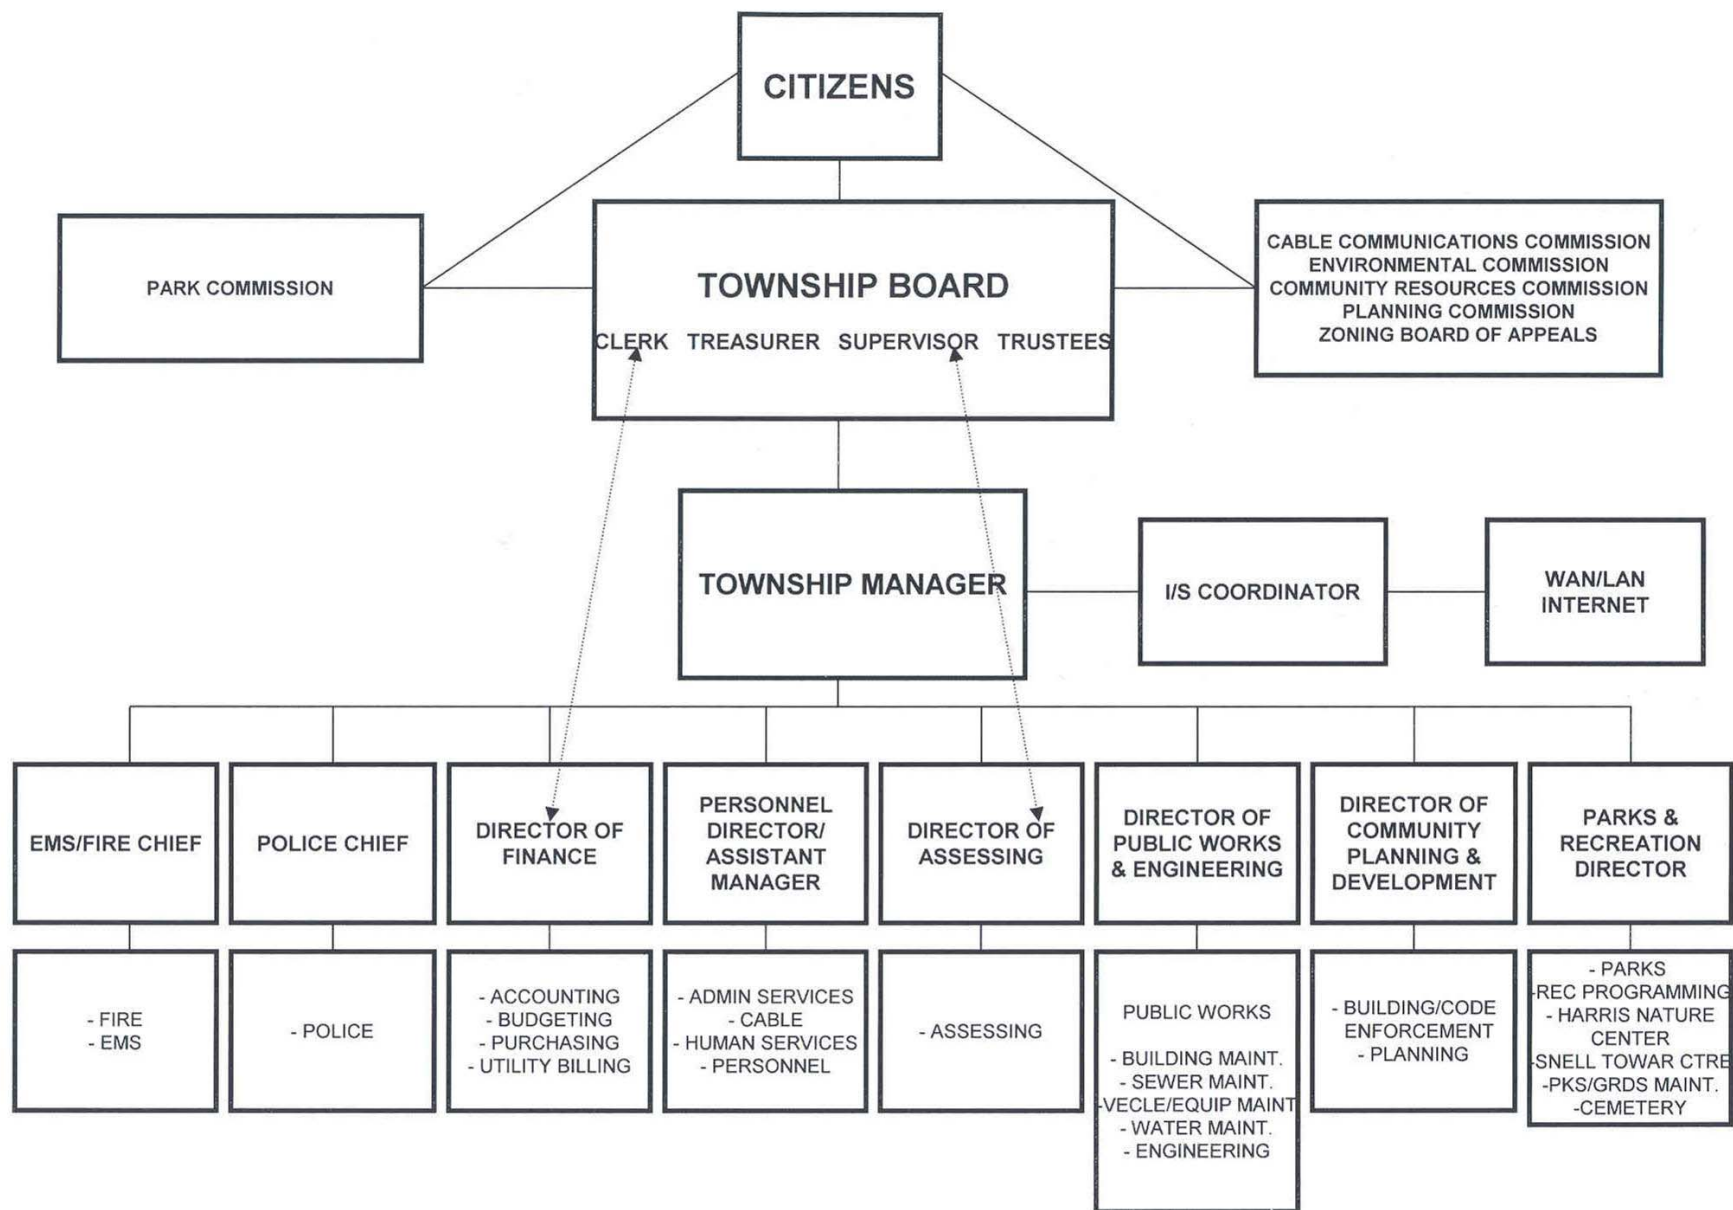 CITIZENS
PARK COMMISSION
TOWNSHIP BOARD
CLERK TREASURER SUPERVISOR TRUSTEES
CABLE COMMUNICATIONS COMMISSION
ENVIRONMENTAL COMMISSION
COMMUNITY RESOURCES COMMISSION
PLANNING COMMISSION
ZONING BOARD OF APPEALS
TOWNSHIP MANAGER
I/S COORDINATOR
WAN/LAN
INTERNET
EMS/FIRE CHIEF
POLICE CHIEF
DIRECTOR OF
FINANCE
PERSONNEL
DIRECTOR/
ASSISTANT
MANAGER
DIRECTOR OF
ASSESSING
DIRECTOR OF
PUBLIC WORKS
& ENGINEERING
DIRECTOR OF
COMMUNITY
PLANNING &
DEVELOPMENT
PARKS &
RECREATION
DIRECTOR
- FIRE
- EMS
- POLICE
- ACCOUNTING
- BUDGETING
- PURCHASING
- UTILITY BILLING
- ADMIN SERVICES
- CABLE
- HUMAN SERVICES
- PERSONNEL
- ASSESSING
PUBLIC WORKS
- BUILDING MAINT.
- SEWER MAINT.
-VECLE/EQUIP MAINT
- WATER MAINT.
- ENGINEERING
- BUILDING/CODE
ENFORCEMENT
- PLANNING
- PARKS
-REC PROGRAMMING
- HARRIS NATURE
CENTER
-SNELL TOWAR CTRE
-PKS/GRDS MAINT.
-CEMETERY